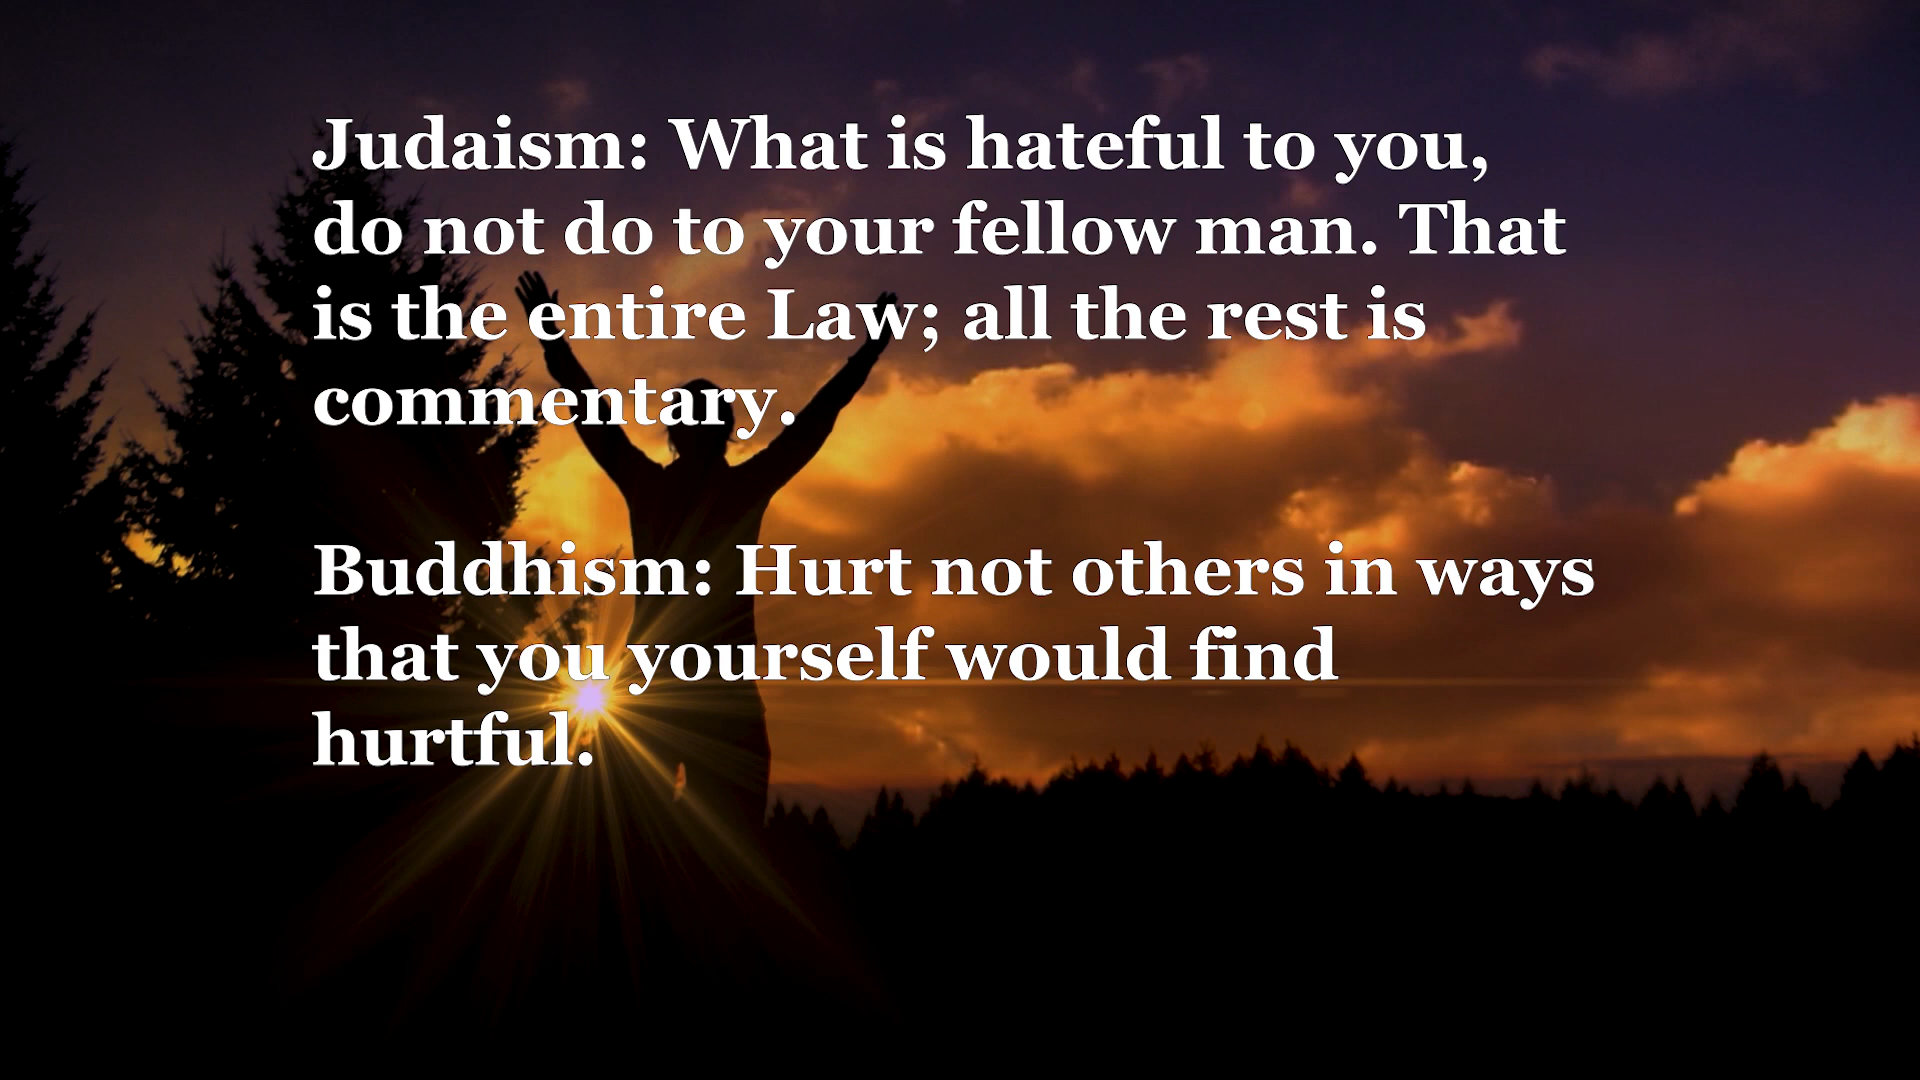 Judaism: What is hateful to you,
do not do to your fellow man. That
is the entire Law; all the rest is
commentary.
Buddhism: Hurt not others in ways
that you yourself would find
hurtful.